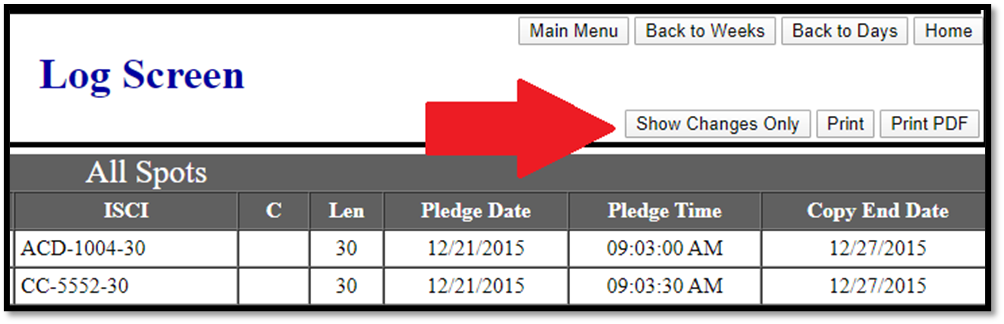 Main Menu Back to Weeks Back to Days Home
Log Screen
Show Changes Only Print Print PDF
All Spots
ISCI C Len Pledge Date Pledge Time Copy End Date
ACD-1004-30 30 12/21/2015 09:03:00 AM 12/27/2015
CC-5552-30 30 12/21/2015 09:03:30 AM 12/27/2015